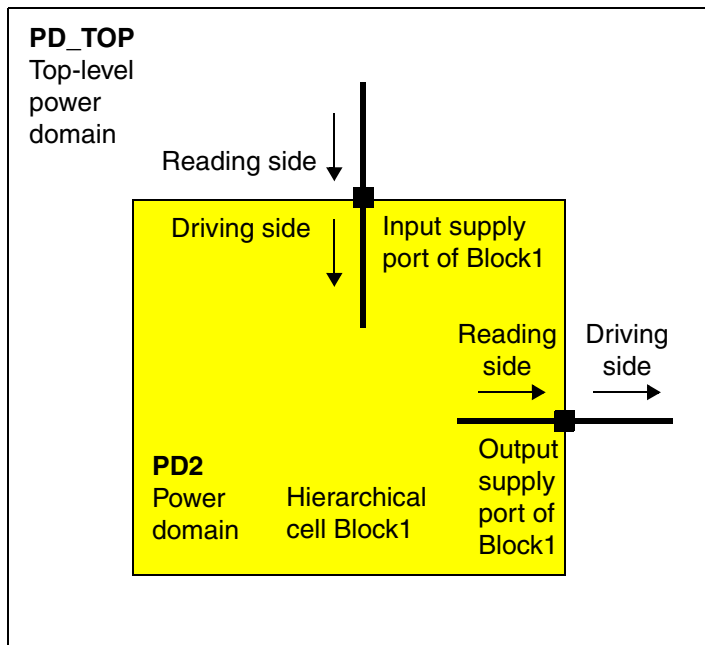 PD_TOP
Top-level
power
domain
Reading side
Driving side
Input supply
port of Block1
Reading
side
Driving
side
PD2
Power
domain
Hierarchical
cell Block1
Output
supply
port of
Block1